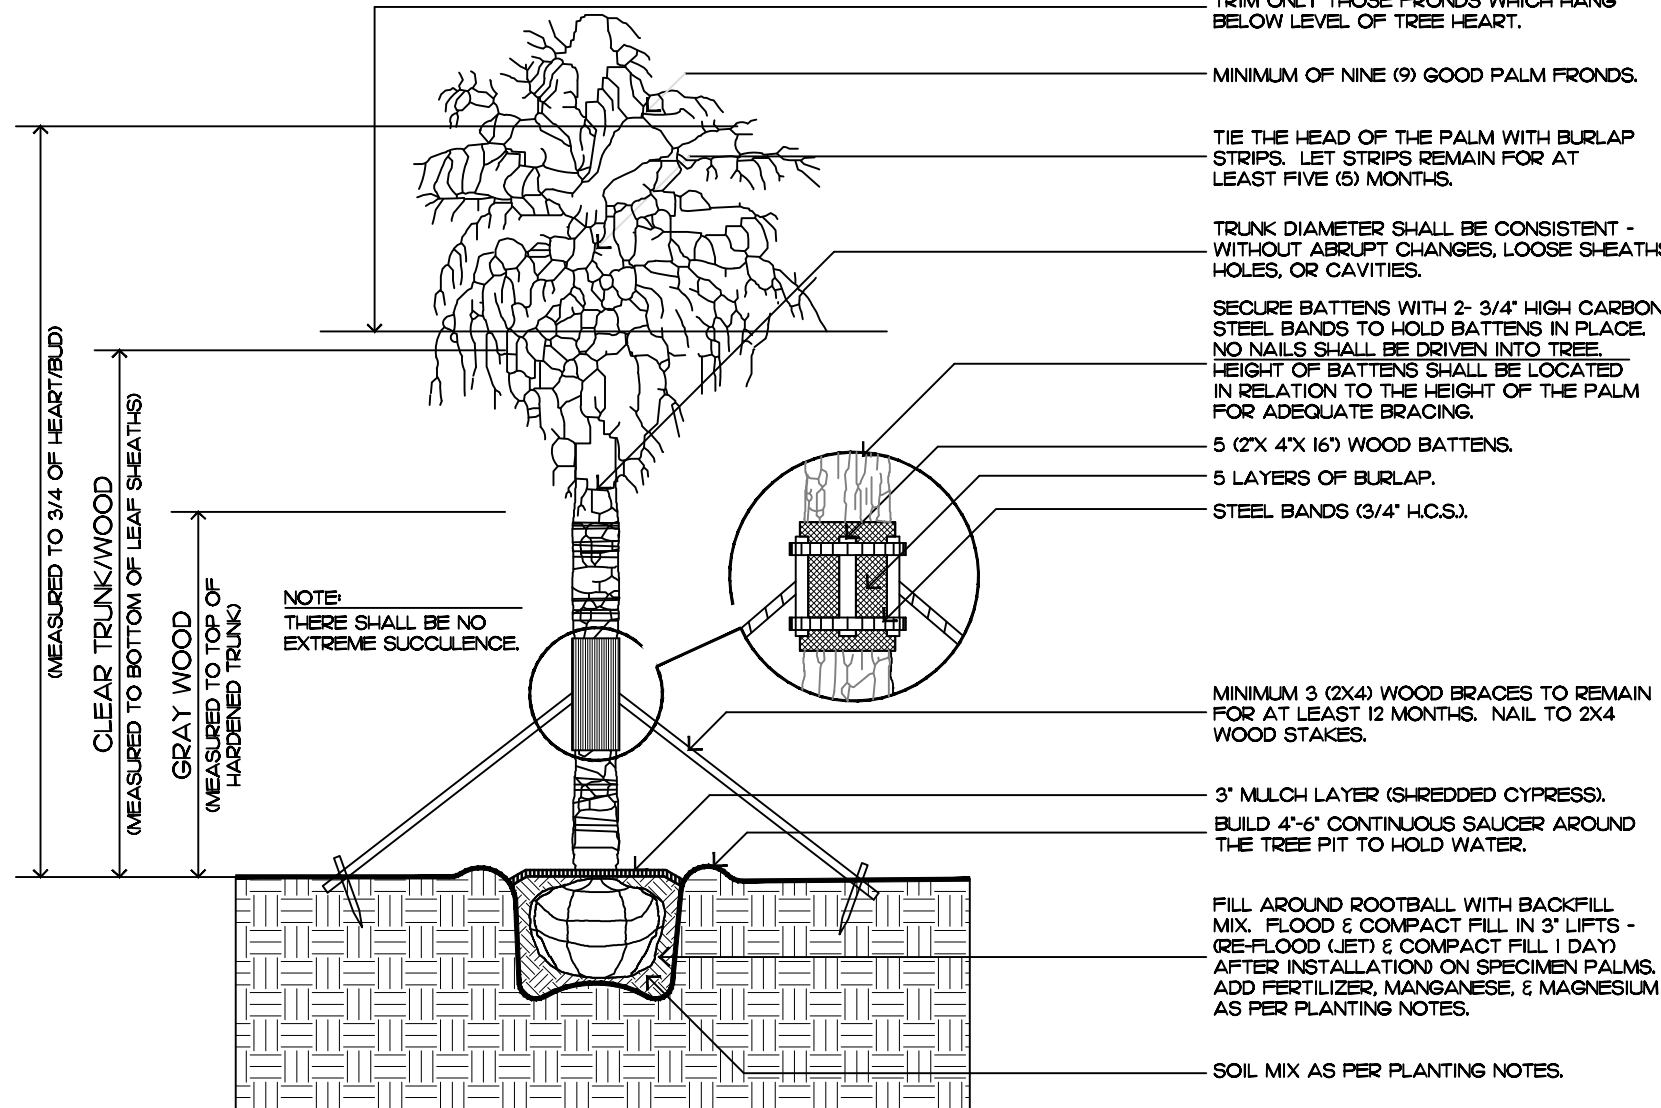 TRIM ONLY THOSE FRONDS WHICH HANG
BELOW LEVEL OF TREE HEART.
MINIMUM OF NINE (9) GOOD PALM FRONDS.
TIE THE HEAD OF THE PALM WITH BURLAP
STRIPS. LET STRIPS REMAIN FOR AT
LEAST FIVE (5) MONTHS.
TRUNK DIAMETER SHALL BE CONSISTENT -
WITHOUT ABRUPT CHANGES, LOOSE SHEATHS
HOLES, OR CAVITIES.
SECURE BATTENS WITH 2- 3/4" HIGH CARBON
STEEL BANDS TO HOLD BATTENS IN PLACE.
NO NAILS SHALL BE DRIVEN INTO TREE.
HEIGHT OF BATTENS SHALL BE LOCATED
IN RELATION TO THE HEIGHT OF THE PALM
FOR ADEQUATE BRACING.
5 (2"X 4"X 16") WOOD BATTENS.
5 LAYERS OF BURLAP.
STEEL BANDS (3/4" H.C.S.).
(MEASURED TO 3/4 OF HEART/BUD)
CLEAR TRUNK/WOOD
(MEASURED TO BOTTOM OF LEAF SHEATHS)
GRAY WOOD
(MEASURED TO TOP OF
HARDENED TRUNK)
NOTE:
THERE SHALL BE NO
EXTREME SUCCULENCE.
MINIMUM 3 (2X4) WOOD BRACES TO REMAIN
FOR AT LEAST 12 MONTHS. NAIL TO 2X4
WOOD STAKES.
3" MULCH LAYER (SHREDDED CYPRESS).
BUILD 4"-6" CONTINUOUS SAUCER AROUND
THE TREE PIT TO HOLD WATER.
FILL AROUND ROOTBALL WITH BACKFILL
MIX. FLOOD & COMPACT FILL IN 3" LIFTS -
(RE-FLOOD (JET) & COMPACT FILL 1 DAY)
AFTER INSTALLATION) ON SPECIMEN PALMS.
ADD FERTILIZER, MANGANESE, & MAGNESIUM
AS PER PLANTING NOTES.
SOIL MIX AS PER PLANTING NOTES.